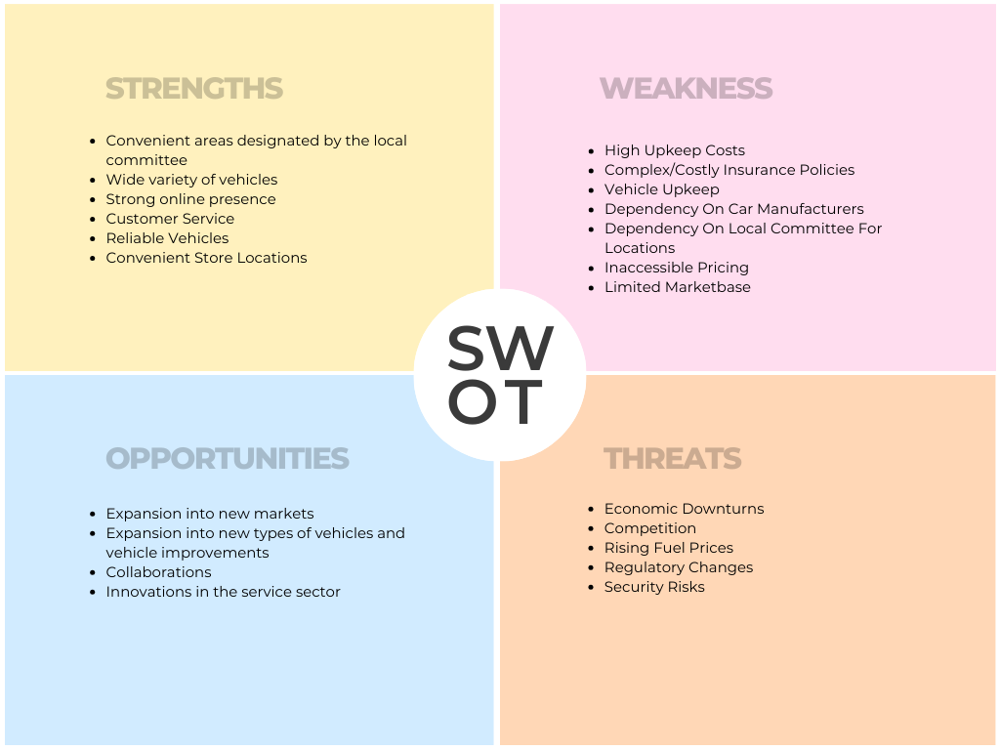 STRENGTHS
• Convenient areas designated by the local
committee
• Wide variety of vehicles
• Strong online presence
• Customer Service
• Reliable Vehicles
• Convenient Store Locations
WEAKNESS
• High Upkeep Costs
• Complex/Costly Insurance Policies
• Vehicle Upkeep
• Dependency On Car Manufacturers
• Dependency On Local Committee For
Locations
• Inaccessible Pricing
• Limited Marketbase
SW
OT
OPPORTUNITIES
• Expansion into new markets
• Expansion into new types of vehicles and
vehicle improvements
• Collaborations
• Innovations in the service sector
THREATS
• Economic Downturns
• Competition
• Rising Fuel Prices
• Regulatory Changes
• Security Risks